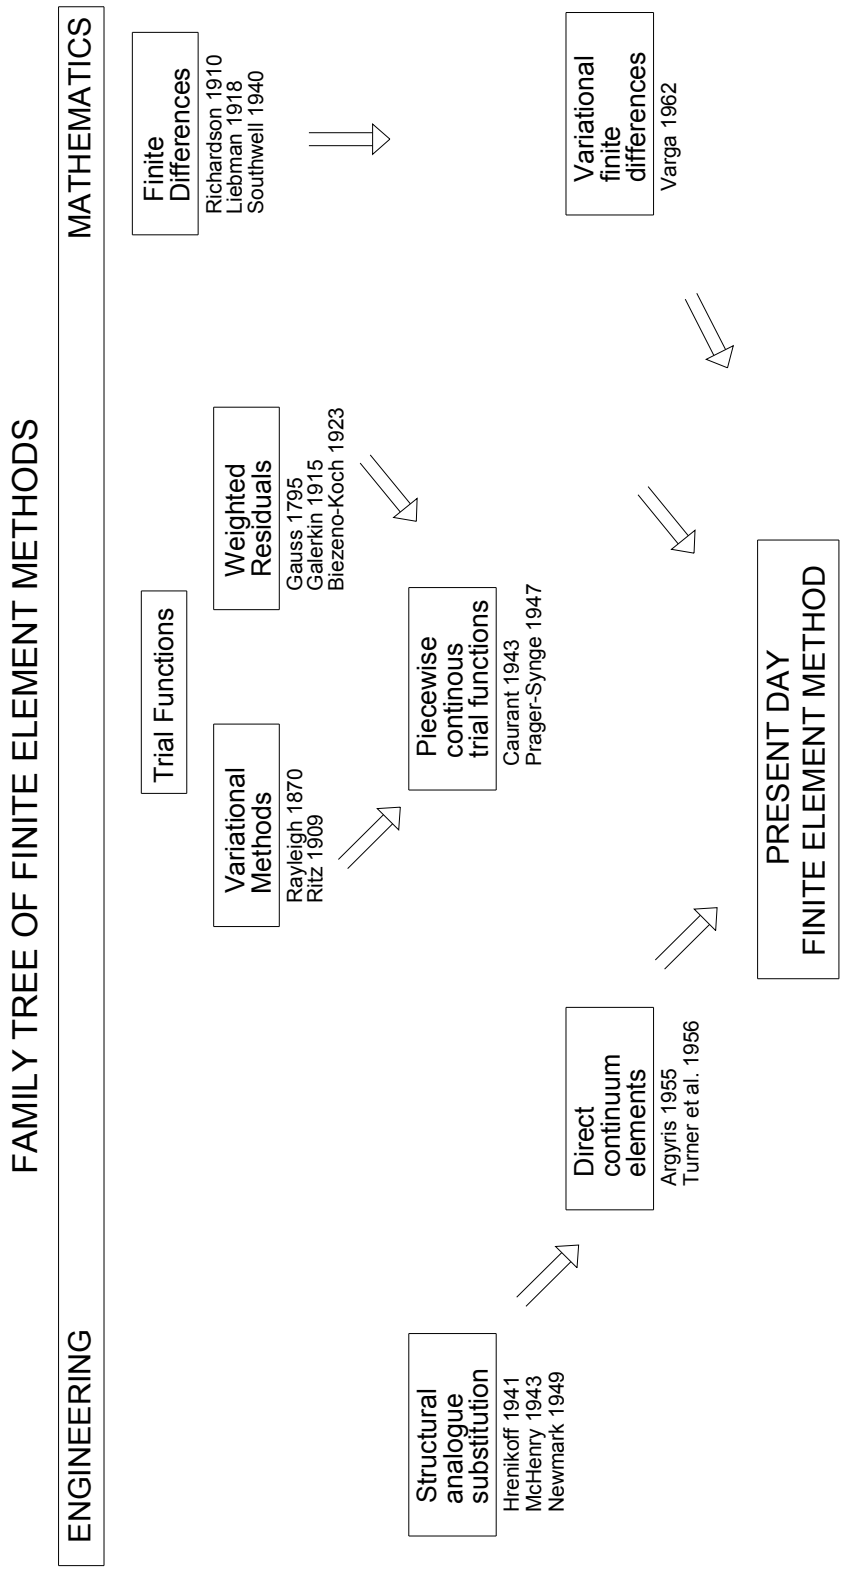 FAMILY TREE OF FINITE ELEMENT METHODS
ENGINEERING
MATHEMATICS
Trial Functions
Finite
Differences
Richardson 1910
Liebman 1918
Southwell 1940
Variational
Methods
Rayleigh 1870
Ritz 1909
Weighted
Residuals
Gauss 1795
Galerkin 1915
Biezeno-Koch 1923
Structural
analogue
substitution
Hrenikoff 1941
McHenry 1943
Newmark 1949
Piecewise
continous
trial functions
Caurant 1943
Prager-Synge 1947
Direct
continuum
elements
Argyris 1955
Turner et al. 1956
Variational
finite
differences
Varga 1962
PRESENT DAY
FINITE ELEMENT METHOD